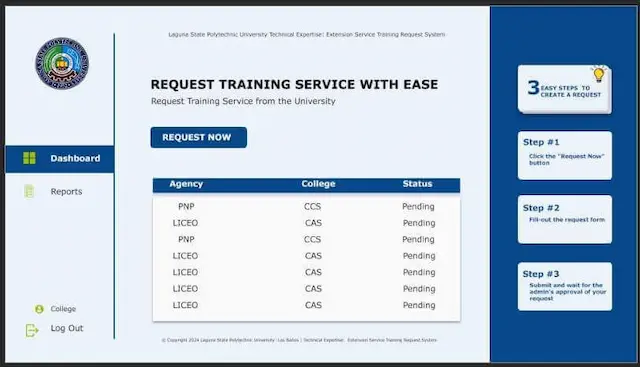 Laguna State Polytechnic University Technical Expertise: Extension Service Training Request System
REQUEST TRAINING SERVICE WITH EASE
Request Training Service from the University
REQUEST NOW
Dashboard
Reports
College
Log Out
Agency College Status
PNP CCS Pending
LICEO CAS Pending
PNP CCS Pending
LICEO CAS Pending
LICEO CAS Pending
LICEO CAS Pending
LICEO CAS Pending
© Copyright 2024 Laguna State Polytechnic University- Los Baños | Technical Expertise: Extension Service Training Request System
3 EASY STEPS TO
CREATE A REQUEST
Step #1
Click the "Request Now"
button
Step #2
Fill-out the request form
Step #3
Submit and wait for the
admin's approval of your
request